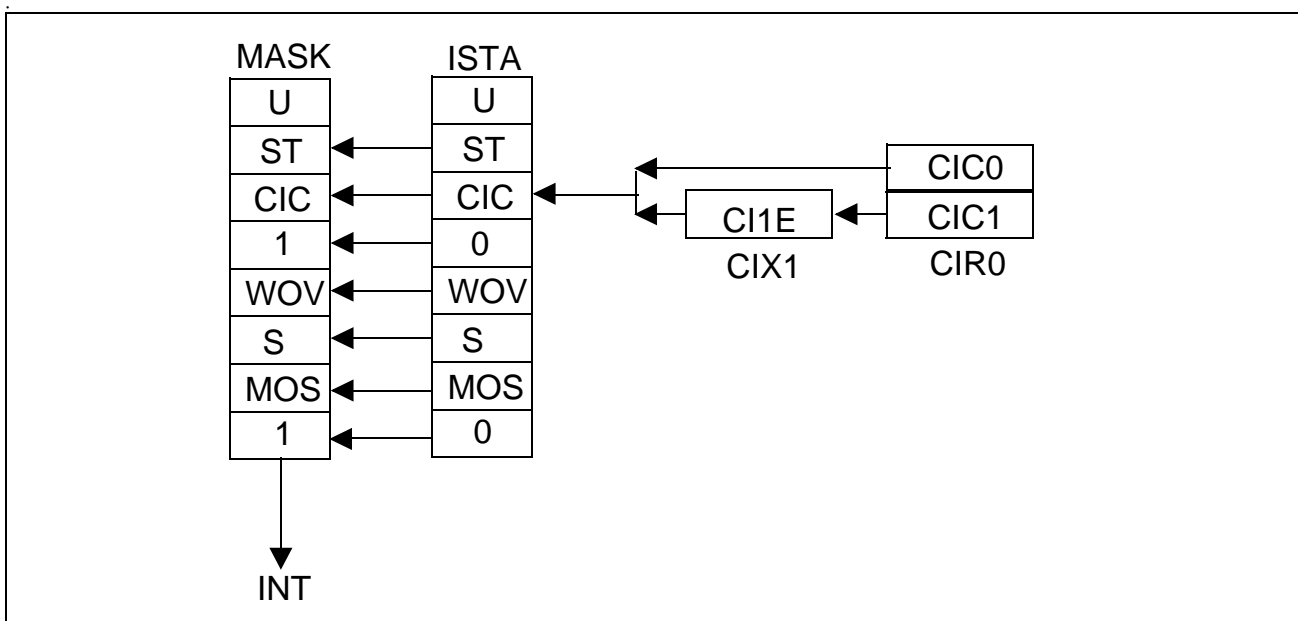 .
MASK ISTA
U U
ST ST
CIC0
CIC CIC
CI1E CIC1
1 0
CIX1 CIR0
WOV WOV
S S
MOS MOS
1 0
INT